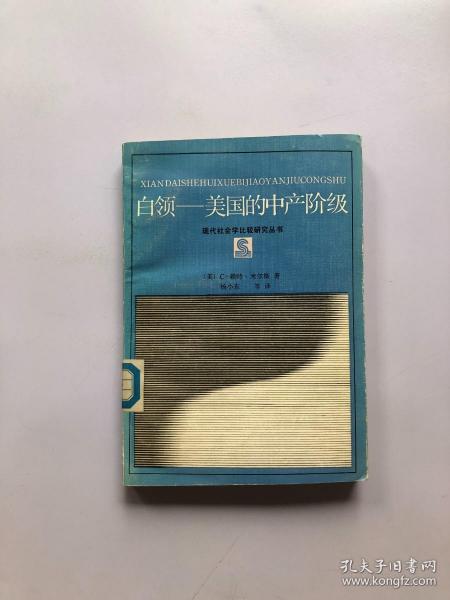 XIANDAISHEHUIXUEBIJIAOYANJIUCONGSHU
白领——美国的中产阶级
现代社会学比较研究丛书
〔美〕C·赖特·米尔斯 著
杨小东 等 译
孔夫子旧书网
www.kongfz.com